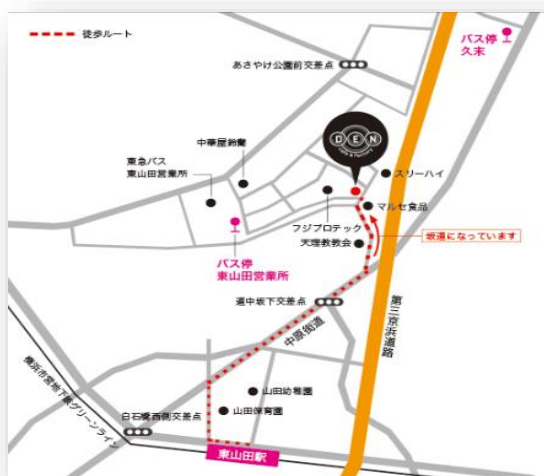 徒歩ルート
バス停
久末
あさやけ公園前交差点
DEN
中華屋鈴蘭
東急バス
東山田営業所
スリーハイ
マルセ食品
フジプロテック
天理教教会
坂道になっています
バス停
東山田営業所
道中坂下交差点
中原街道
第三京浜道路
横浜市営地下鉄グリーンライン
山田幼稚園
山田保育園
白石橋西側交差点
東山田駅